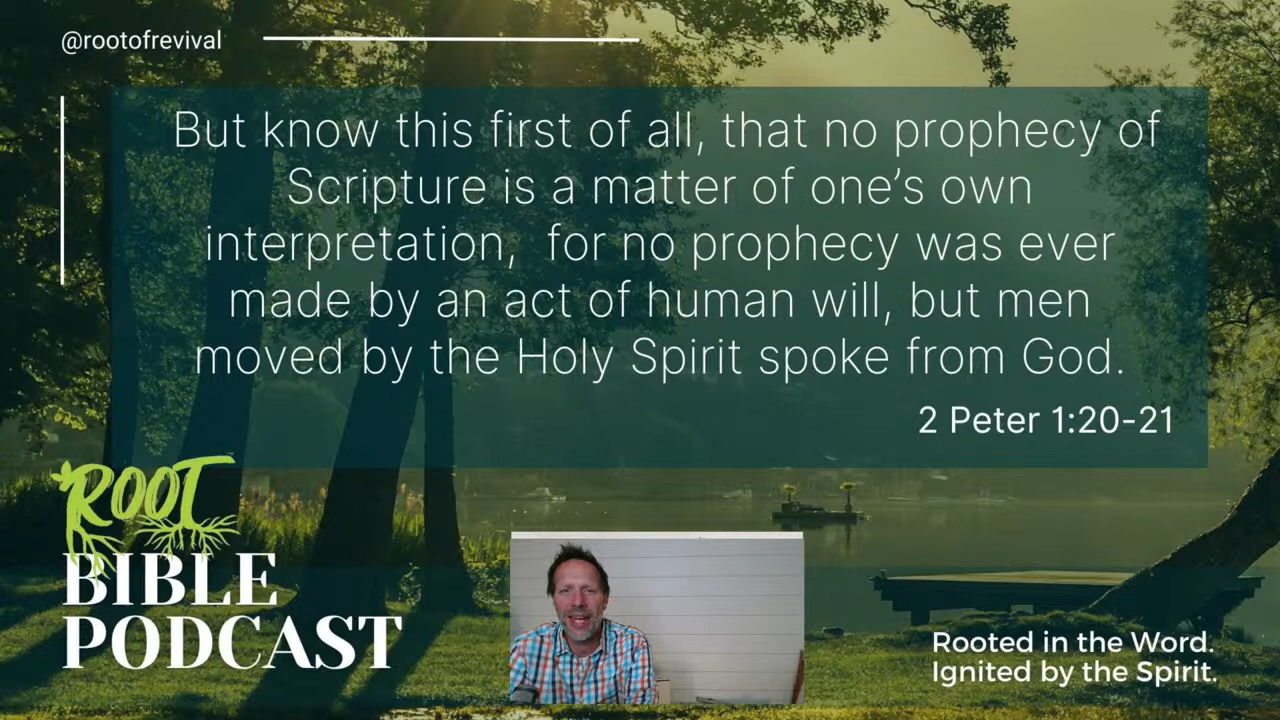 @rootofrevival
But know this first of all, that no prophecy of
Scripture is a matter of one’s own
interpretation, for no prophecy was ever
made by an act of human will, but men
moved by the Holy Spirit spoke from God.
2 Peter 1:20-21
ROOT
BIBLE
PODCAST
Rooted in the Word.
Ignited by the Spirit.